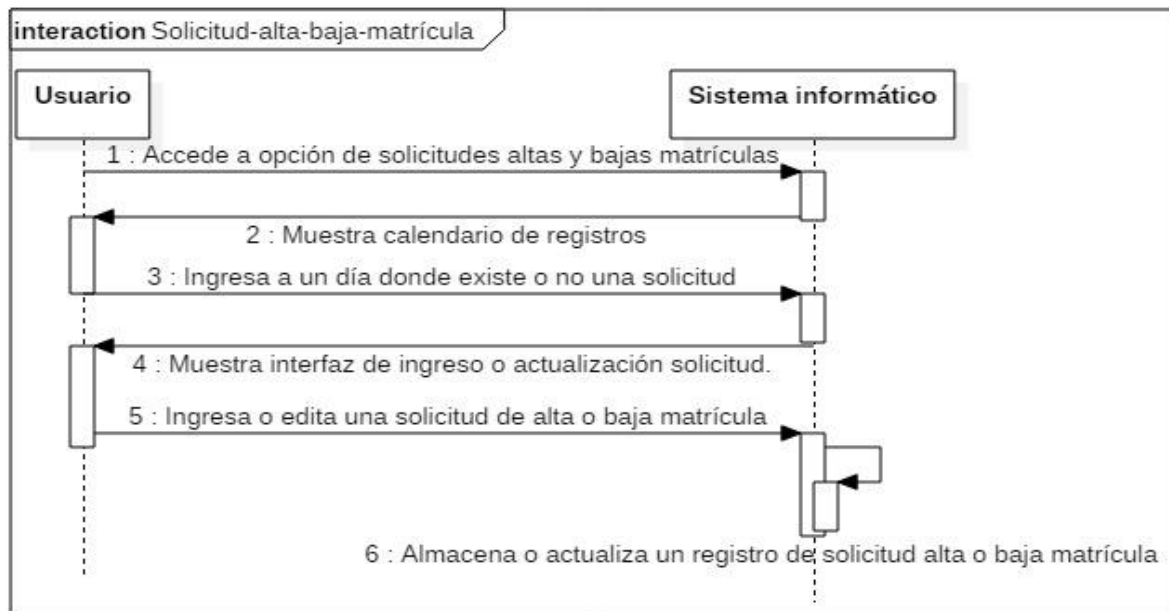 interaction Solicitud-alta-baja-matrícula
Usuario
Sistema informático
1 : Accede a opción de solicitudes altas y bajas matrículas
2 : Muestra calendario de registros
3 : Ingresa a un día donde existe o no una solicitud
4 : Muestra interfaz de ingreso o actualización solicitud.
5 : Ingresa o edita una solicitud de alta o baja matrícula
6 : Almacena o actualiza un registro de solicitud alta o baja matrícula